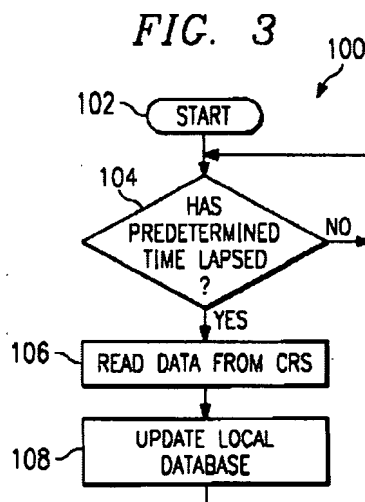 FIG. 3
100
102
START
104
HAS
PREDETERMINED
TIME LAPSED
?
NO
YES
106
READ DATA FROM CRS
108
UPDATE LOCAL
DATABASE